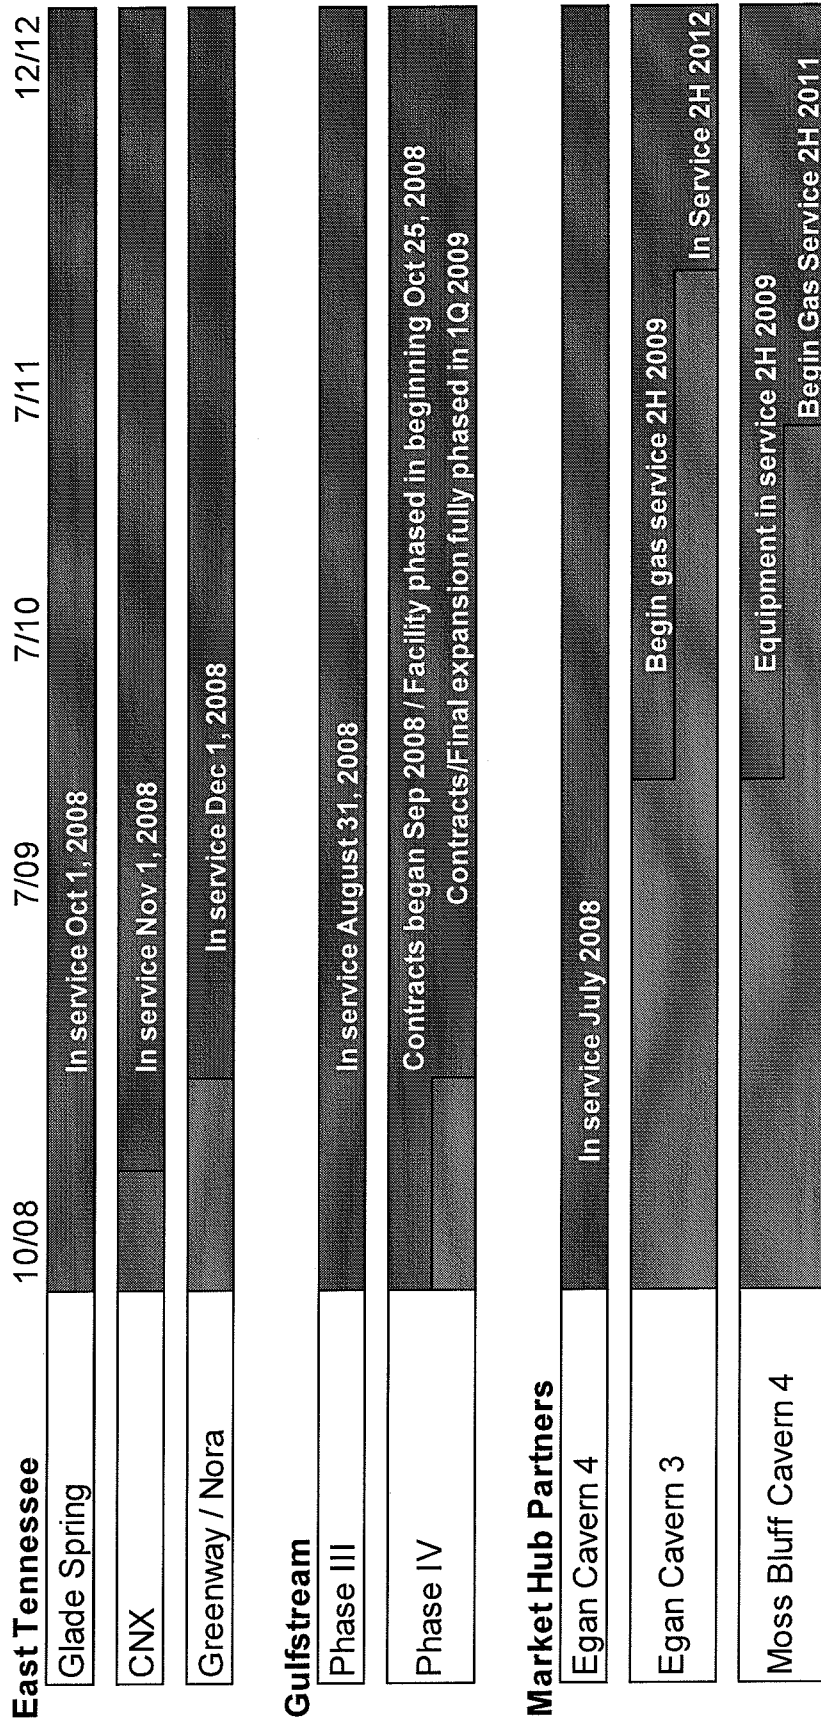 10/08 7/09 7/10 7/11 12/12
East Tennessee
Glade Spring In service Oct 1, 2008
CNX In service Nov 1, 2008
Greenway / Nora In service Dec 1, 2008
Gulfstream
Phase III In service August 31, 2008
Phase IV Contracts began Sep 2008 / Facility phased in beginning Oct 25, 2008
Contracts/Final expansion fully phased in 1Q 2009
Market Hub Partners
Egan Cavern 4 In service July 2008
Egan Cavern 3 Begin gas service 2H 2009
In Service 2H 2012
Moss Bluff Cavern 4 Equipment in service 2H 2009
Begin Gas Service 2H 2011